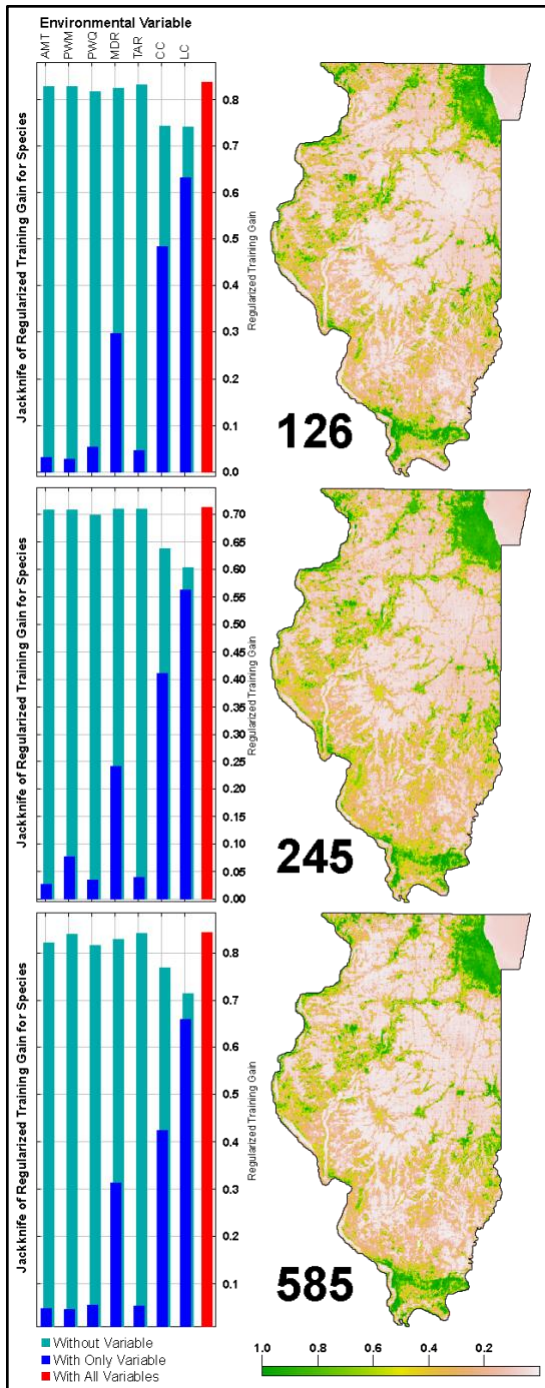 Environmental Variable
AMT
PWM
PWQ
MDR
TAR
CC
LC
Jackknife of Regularized Training Gain for Species
0.8
0.7
0.6
0.5
0.4
0.3
0.2
0.1
0.0
Regularized Training Gain
126
Jackknife of Regularized Training Gain for Species
0.70
0.65
0.60
0.55
0.50
0.45
0.40
0.35
0.30
0.25
0.20
0.15
0.10
0.05
0.00
Regularized Training Gain
245
Jackknife of Regularized Training Gain for Species
0.8
0.7
0.6
0.5
0.4
0.3
0.2
0.1
Regularized Training Gain
585
Without Variable
With Only Variable
With All Variables
1.0 0.8 0.6 0.4 0.2